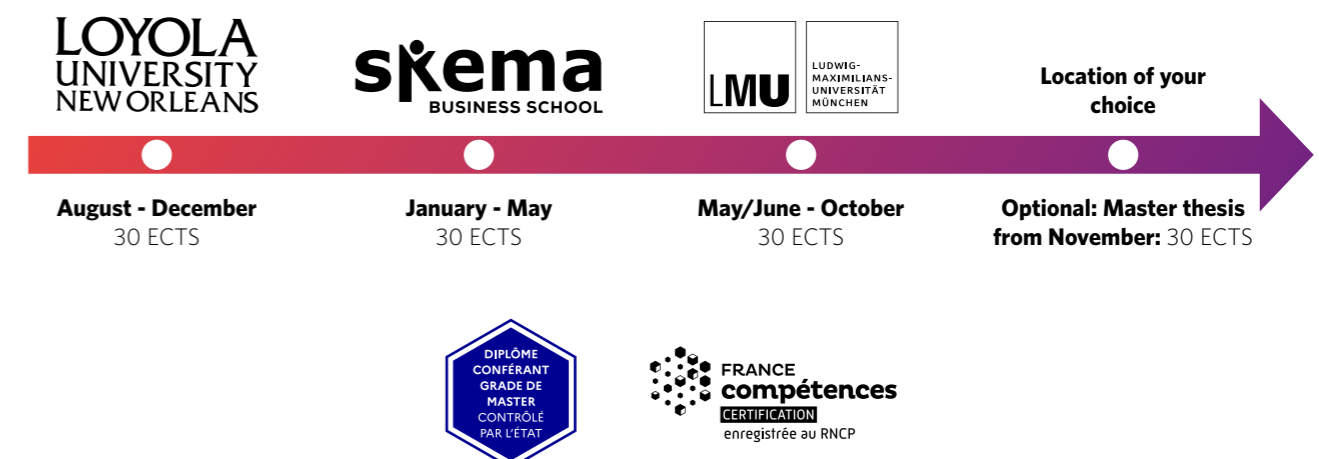 LOYOLA
UNIVERSITY
NEW ORLEANS
skema
BUSINESS SCHOOL
LMU
LUDWIG-
MAXIMILIANS-
UNIVERSITÄT
MÜNCHEN
Location of your
choice
August - December
30 ECTS
January - May
30 ECTS
May/June - October
30 ECTS
Optional: Master thesis
from November: 30 ECTS
DIPLÔME
CONFÉRANT
GRADE DE
MASTER
CONTRÔLÉ
PAR L'ÉTAT
FRANCE
compétences
CERTIFICATION
enregistrée au RNCP